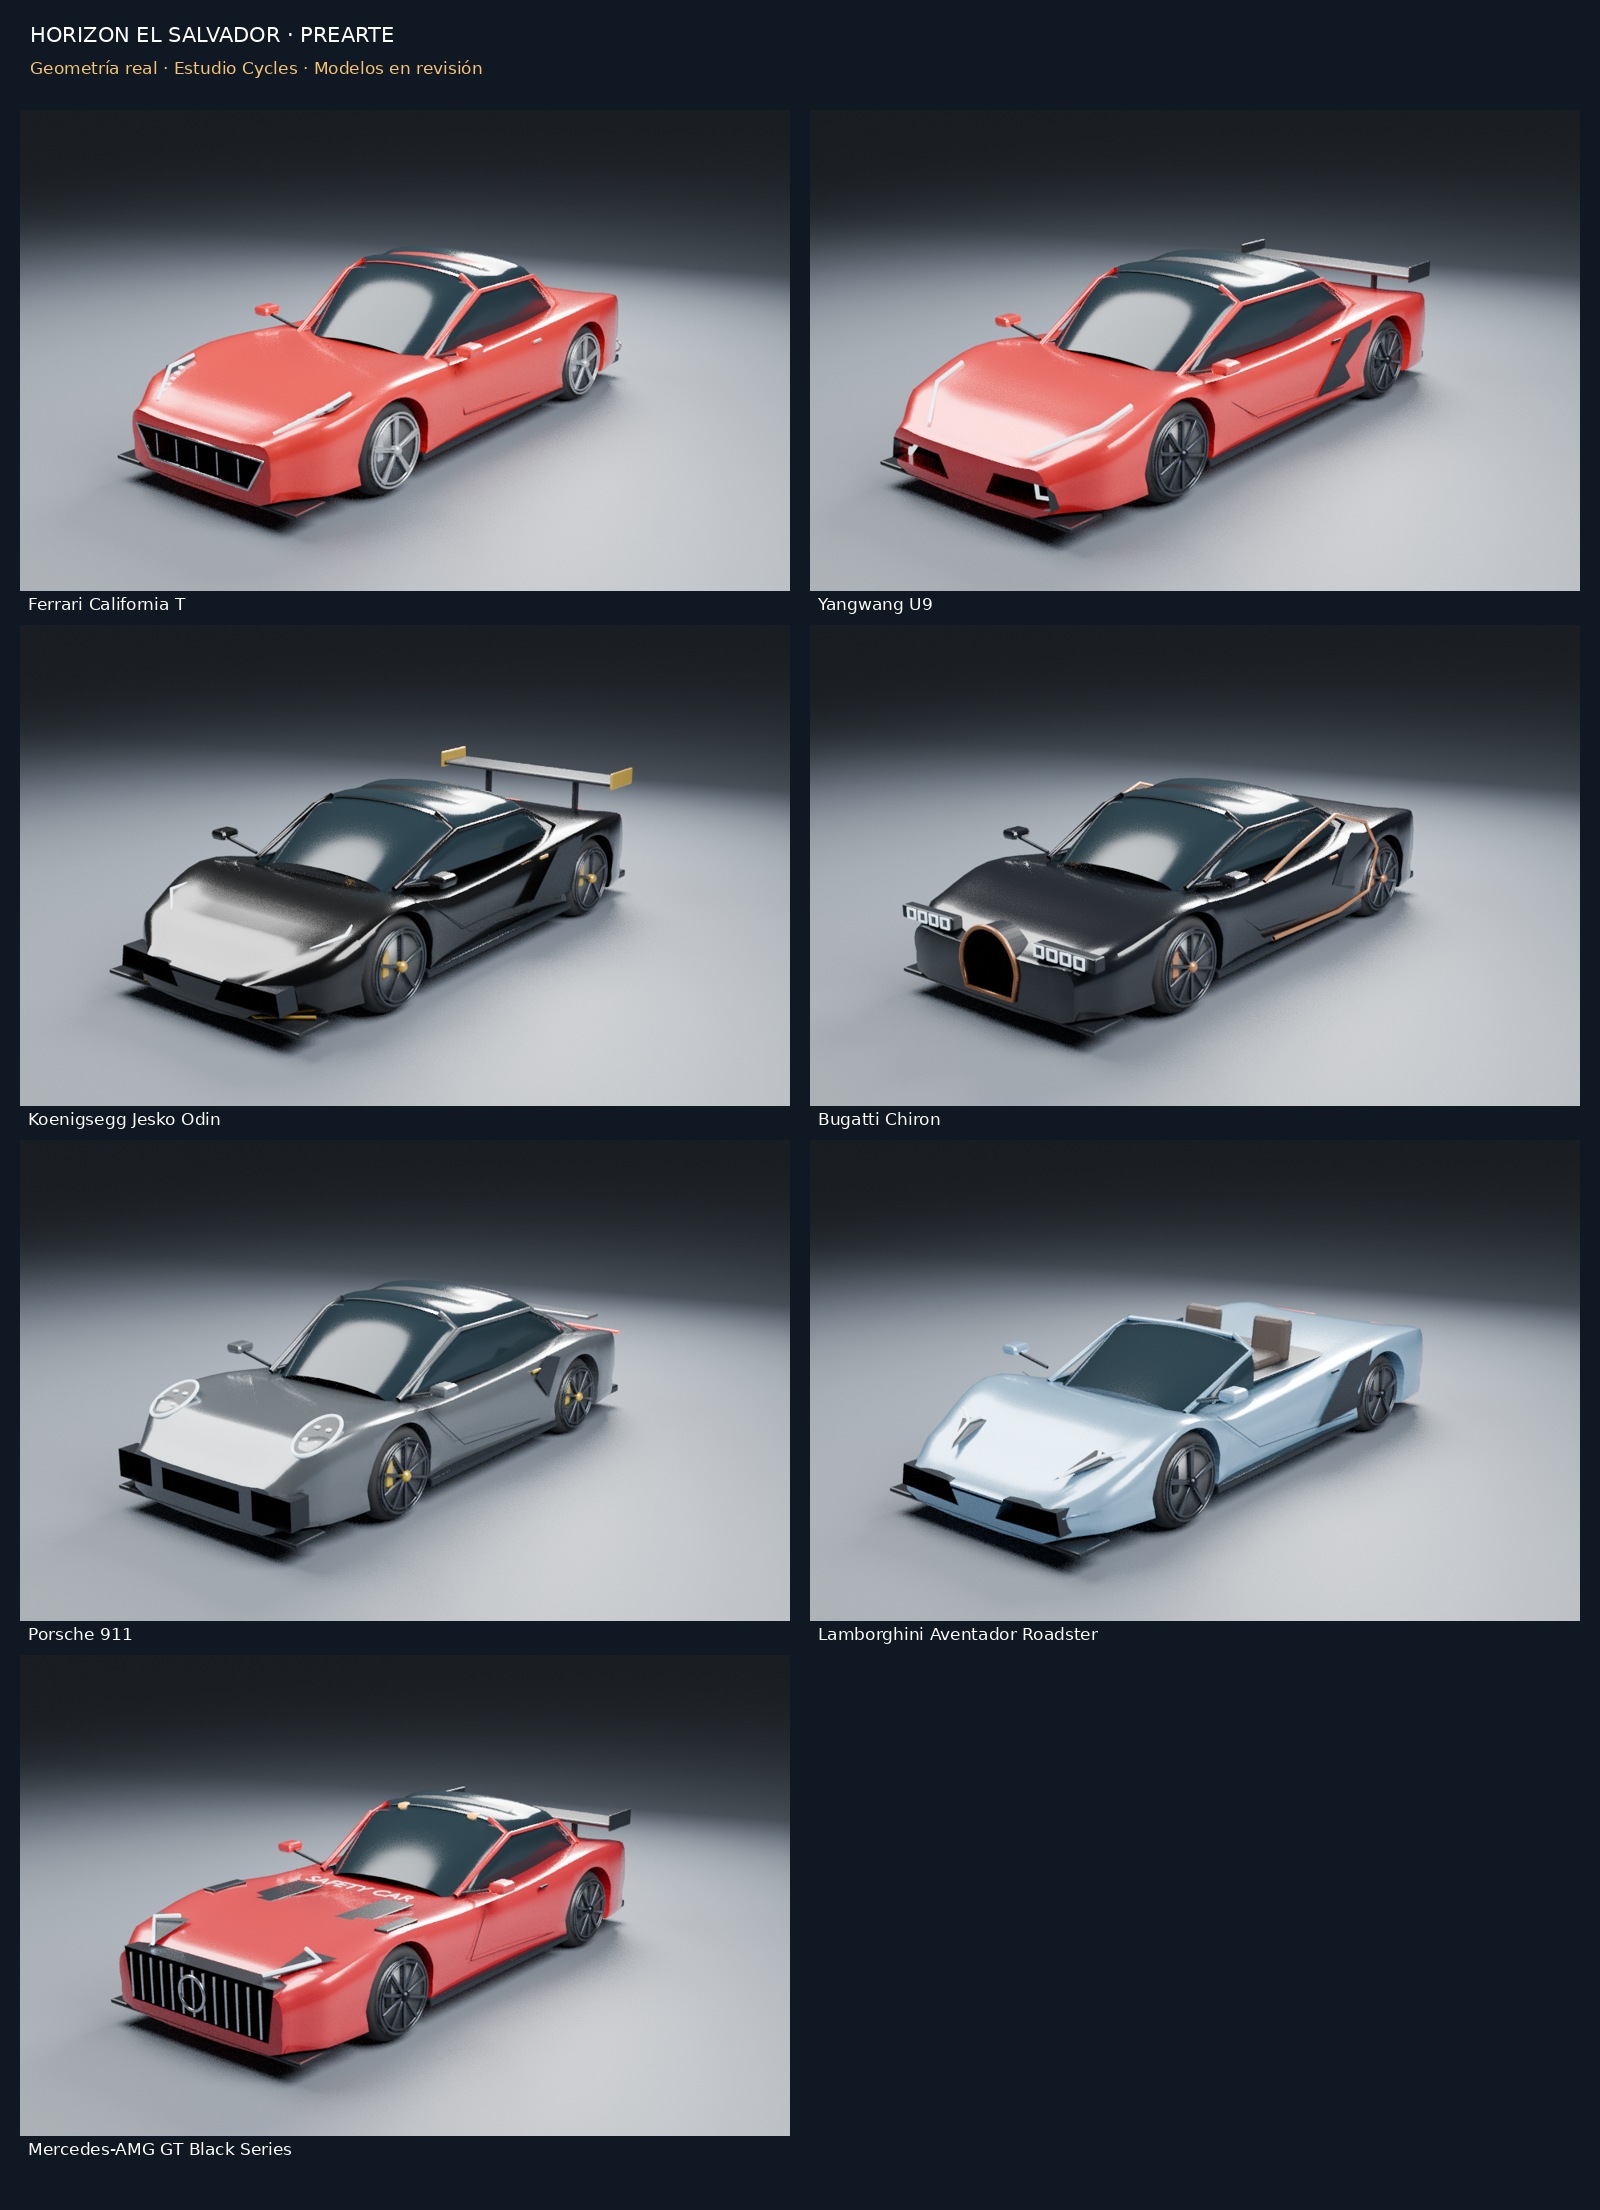 HORIZON EL SALVADOR · PREARTE
Geometría real · Estudio Cycles · Modelos en revisión
Ferrari California T
Yangwang U9
Koenigsegg Jesko Odin
Bugatti Chiron
Porsche 911
Lamborghini Aventador Roadster
SAFETY CAR
Mercedes-AMG GT Black Series